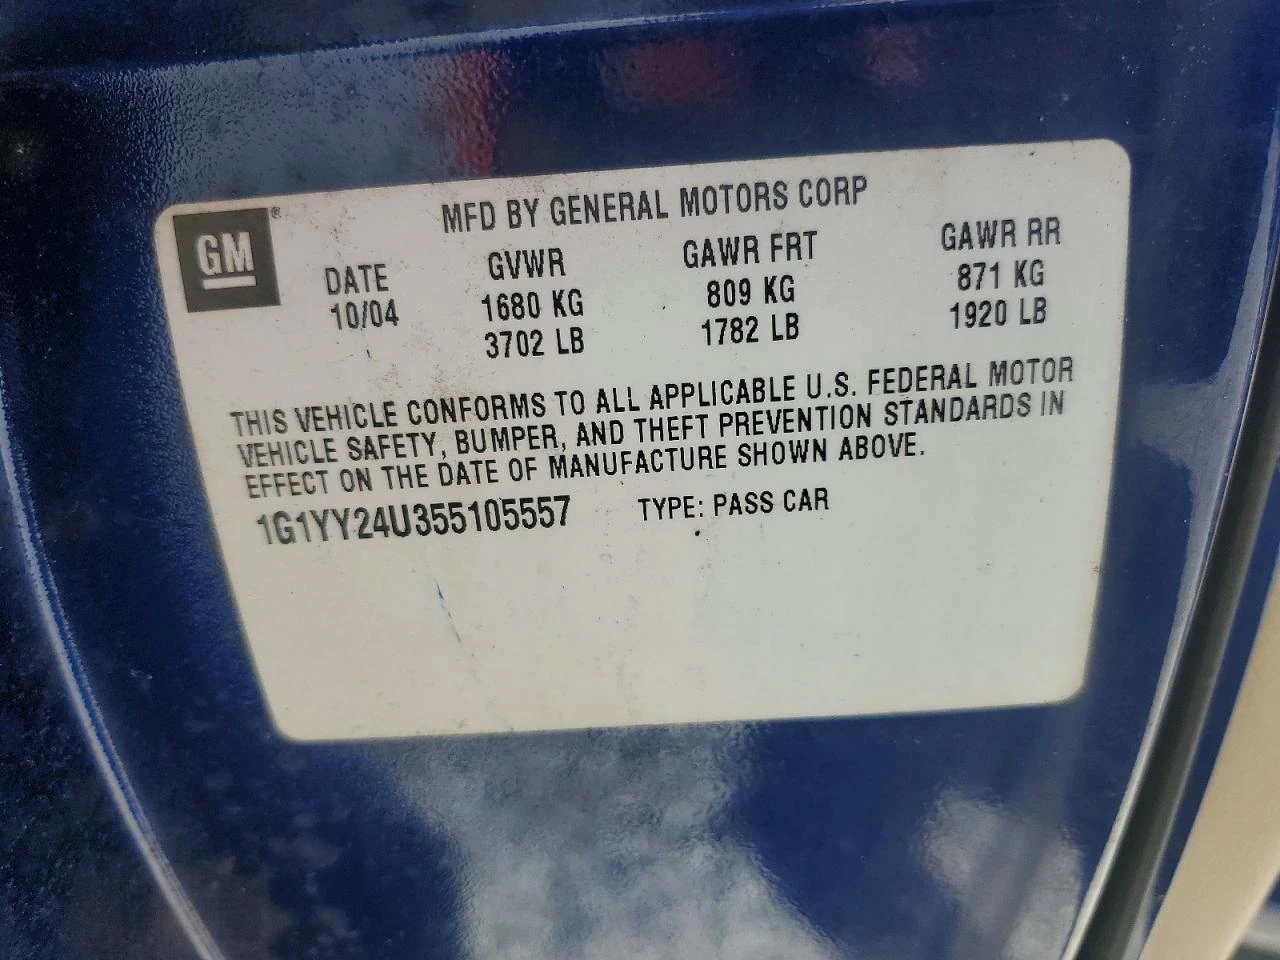 GM®
MFD BY GENERAL MOTORS CORP
DATE GVWR GAWR FRT GAWR RR
10/04 1680 KG 809 KG 871 KG
3702 LB 1782 LB 1920 LB
THIS VEHICLE CONFORMS TO ALL APPLICABLE U.S. FEDERAL MOTOR
VEHICLE SAFETY, BUMPER, AND THEFT PREVENTION STANDARDS IN
EFFECT ON THE DATE OF MANUFACTURE SHOWN ABOVE.
1G1YY24U355105557 TYPE: PASS CAR